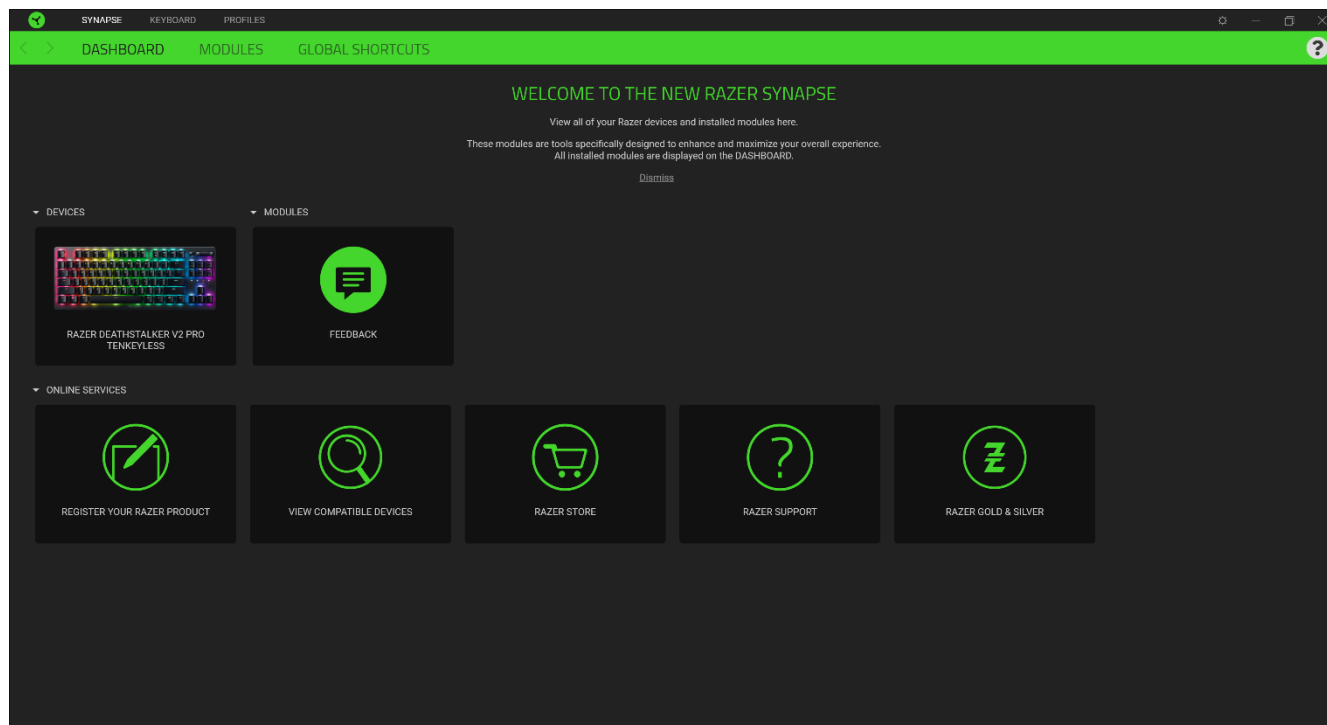 SYNAPSE KEYBOARD PROFILES
DASHBOARD MODULES GLOBAL SHORTCUTS
?
WELCOME TO THE NEW RAZER SYNAPSE
View all of your Razer devices and installed modules here.
These modules are tools specifically designed to enhance and maximize your overall experience.
All installed modules are displayed on the DASHBOARD.
Dismiss
DEVICES
MODULES
RAZER DEATHSTALKER V2 PRO
TENKEYLESS
FEEDBACK
ONLINE SERVICES
REGISTER YOUR RAZER PRODUCT
VIEW COMPATIBLE DEVICES
RAZER STORE
RAZER SUPPORT
RAZER GOLD & SILVER